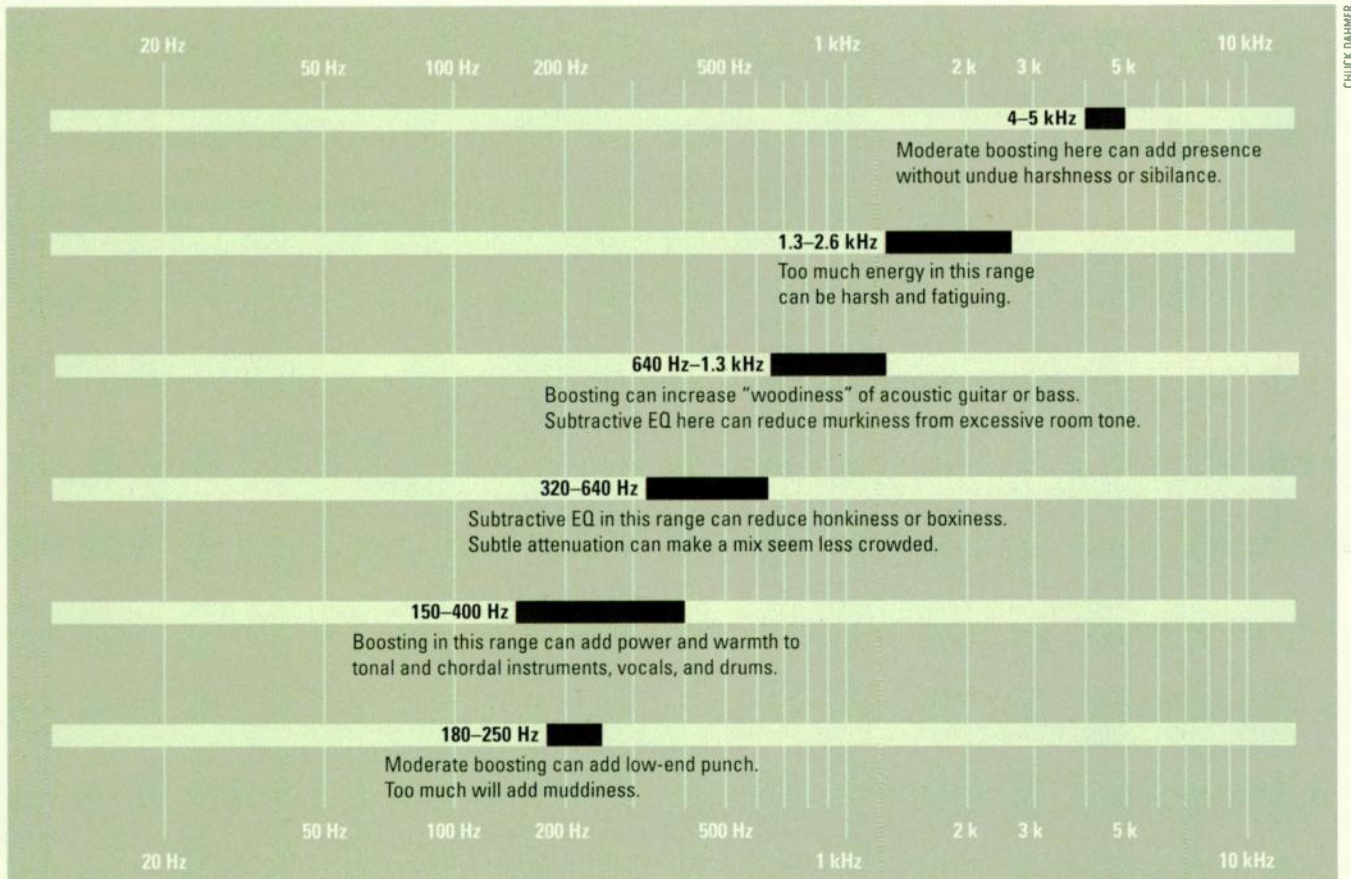 CHUCK DAHMER
20 Hz 1 kHz 10 kHz
50 Hz 100 Hz 200 Hz 500 Hz 2 k 3 k 5 k
4–5 kHz
Moderate boosting here can add presence
without undue harshness or sibilance.
1.3–2.6 kHz
Too much energy in this range
can be harsh and fatiguing.
640 Hz–1.3 kHz
Boosting can increase “woodiness” of acoustic guitar or bass.
Subtractive EQ here can reduce murkiness from excessive room tone.
320–640 Hz
Subtractive EQ in this range can reduce honkiness or boxiness.
Subtle attenuation can make a mix seem less crowded.
150–400 Hz
Boosting in this range can add power and warmth to
tonal and chordal instruments, vocals, and drums.
180–250 Hz
Moderate boosting can add low-end punch.
Too much will add muddiness.
50 Hz 100 Hz 200 Hz 500 Hz 2 k 3 k 5 k
20 Hz 1 kHz 10 kHz